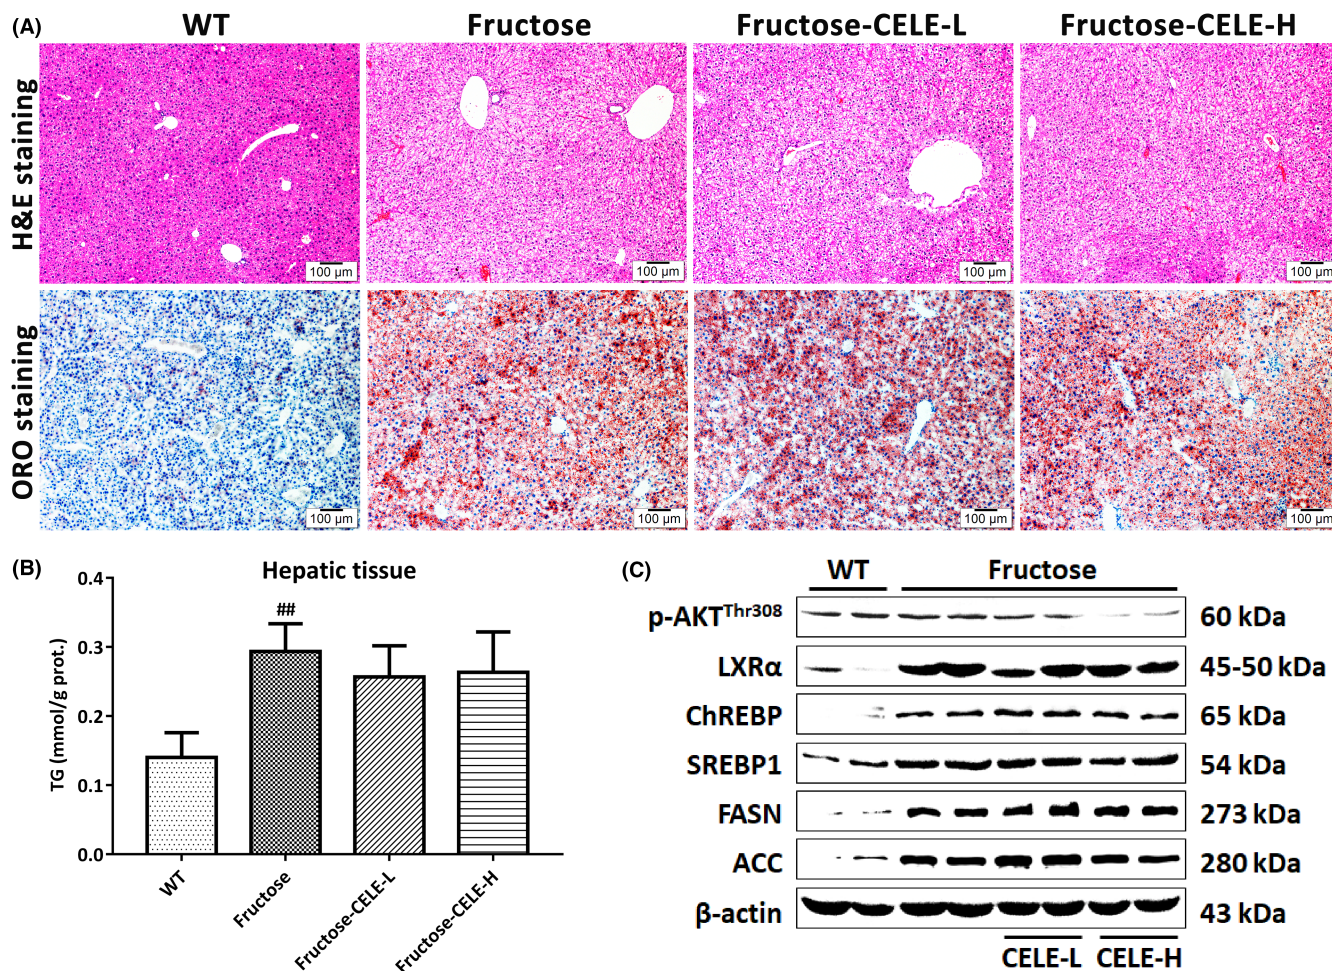 (A)
WT Fructose Fructose-CELE-L Fructose-CELE-H
H&E staining
100 µm 100 µm 100 µm 100 µm
ORO staining
100 µm 100 µm 100 µm 100 µm
(B)
Hepatic tissue
TG (mmol/g prot.)
0.4
0.3
0.2
0.1
0.0
##
WT
Fructose
Fructose-CELE-L
Fructose-CELE-H
(C)
WT Fructose
p-AKTThr308 60 kDa
LXRα 45-50 kDa
ChREBP 65 kDa
SREBP1 54 kDa
FASN 273 kDa
ACC 280 kDa
β-actin 43 kDa
CELE-L CELE-H